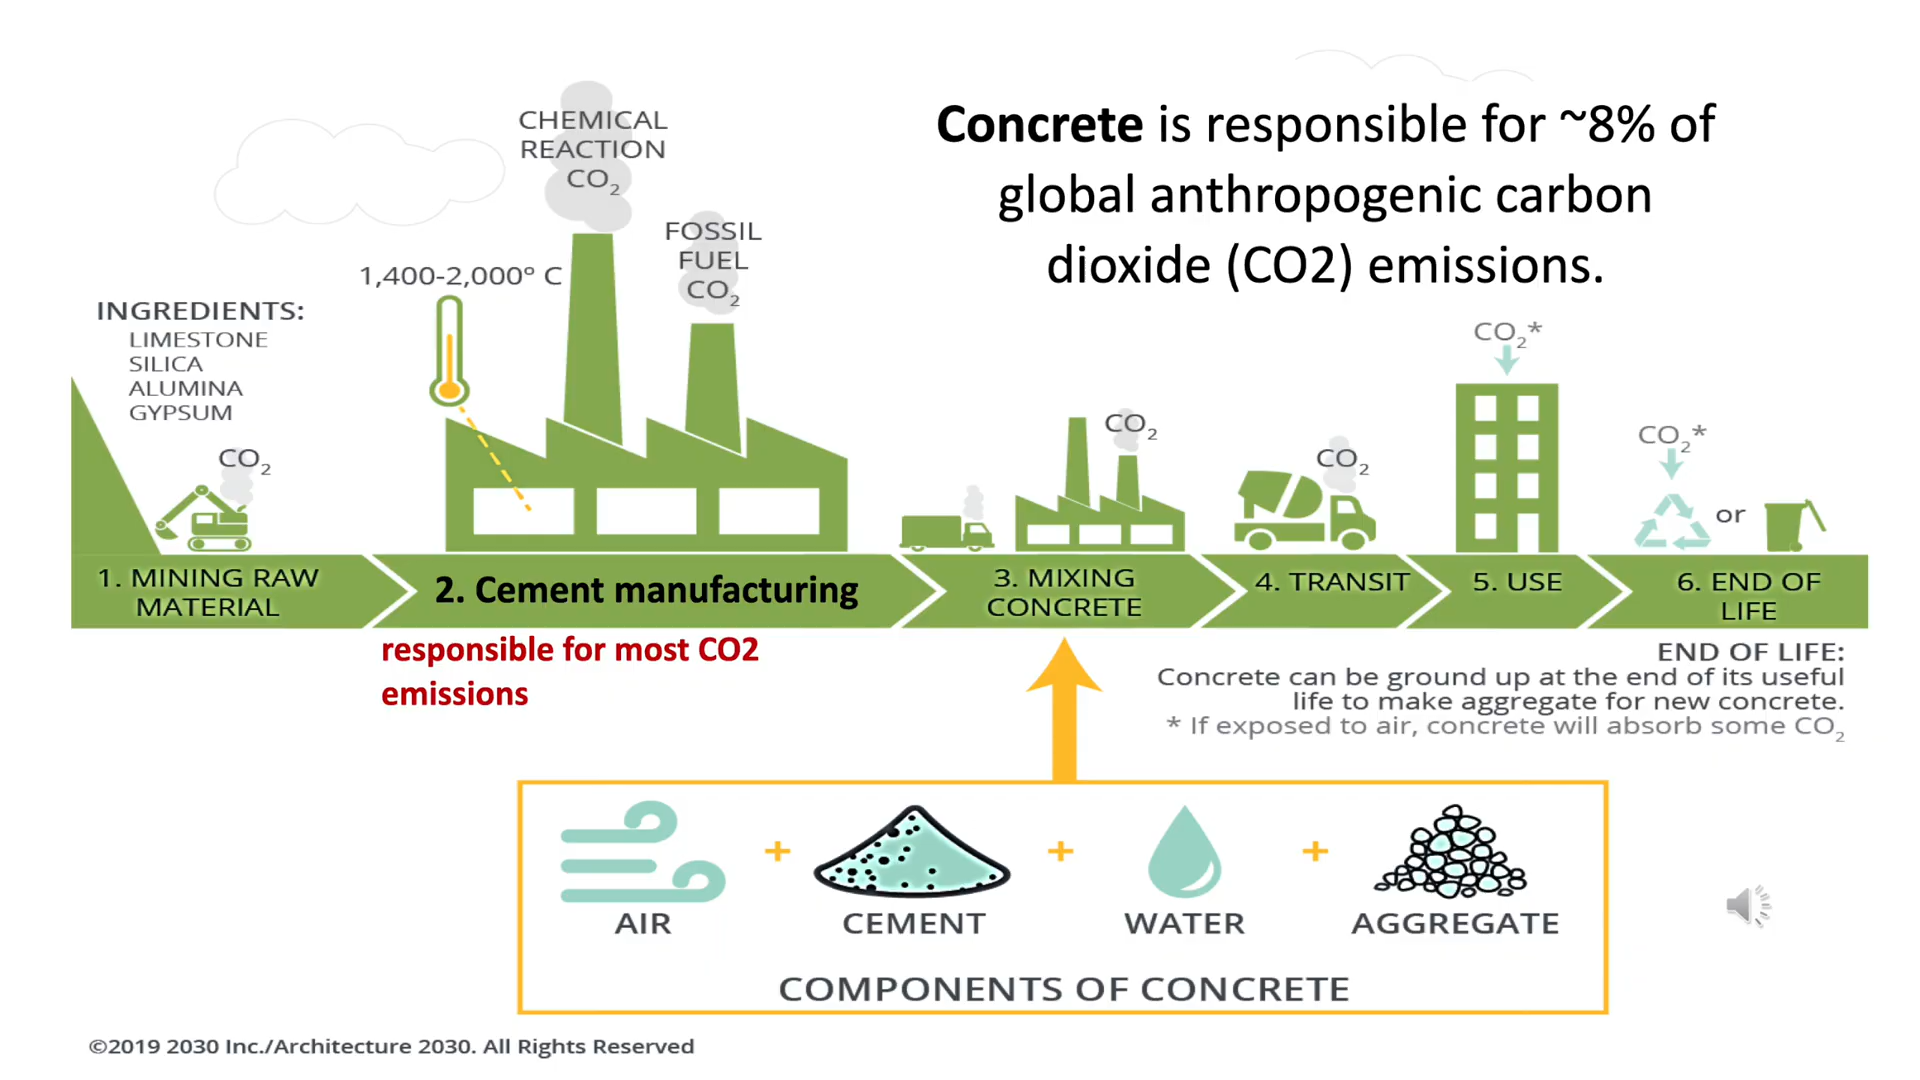 Concrete is responsible for ~8% of
global anthropogenic carbon
dioxide (CO2) emissions.
CHEMICAL
REACTION
CO₂
FOSSIL
FUEL
CO₂
1,400-2,000° C
INGREDIENTS:
LIMESTONE
SILICA
ALUMINA
GYPSUM
CO₂
CO₂
CO₂
CO₂*
CO₂*
or
1. MINING RAW
MATERIAL
2. Cement manufacturing
3. MIXING
CONCRETE
4. TRANSIT
5. USE
6. END OF
LIFE
responsible for most CO2
emissions
END OF LIFE:
Concrete can be ground up at the end of its useful
life to make aggregate for new concrete.
* If exposed to air, concrete will absorb some CO₂
+
+
+
AIR
CEMENT
WATER
AGGREGATE
COMPONENTS OF CONCRETE
©2019 2030 Inc./Architecture 2030. All Rights Reserved